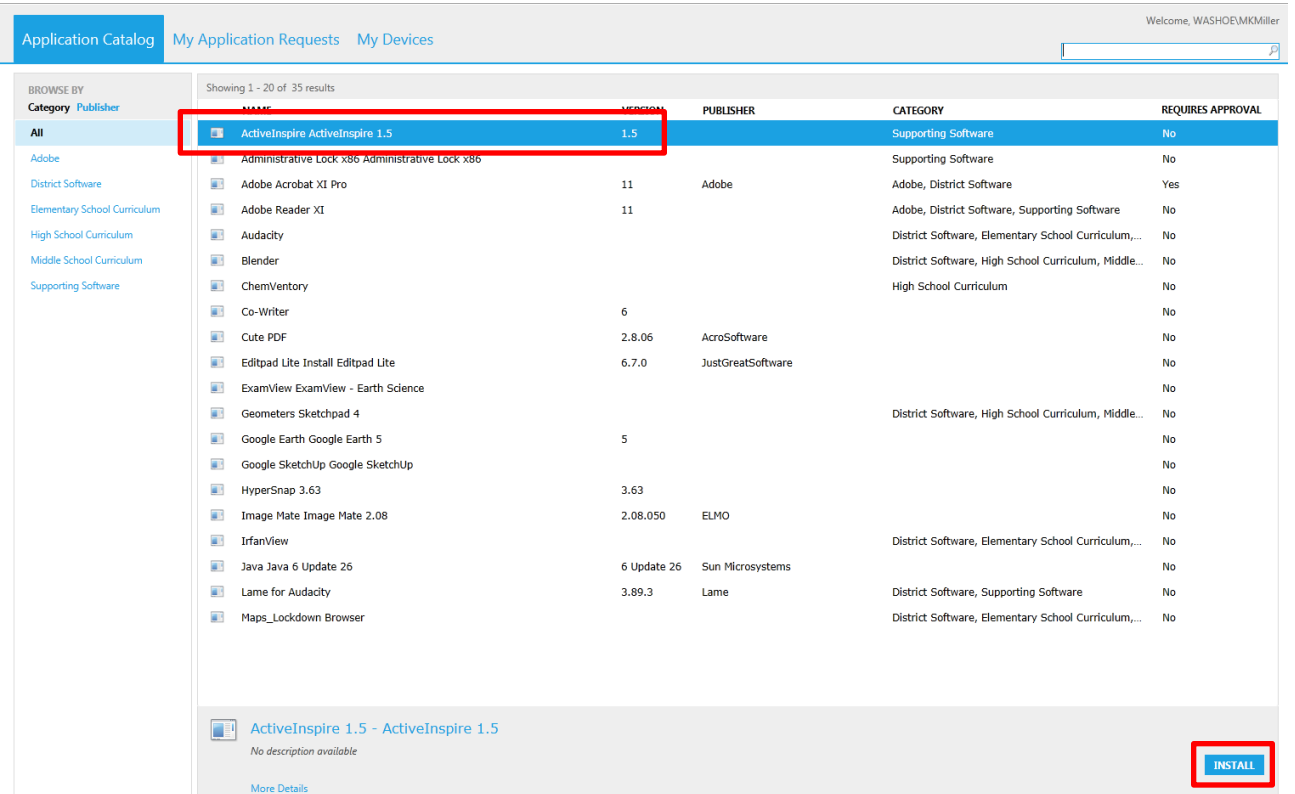 Welcome, WASHOE\MKMiller
Application Catalog My Application Requests My Devices
BROWSE BY
Category Publisher
All
Adobe
District Software
Elementary School Curriculum
High School Curriculum
Middle School Curriculum
Supporting Software
Showing 1 - 20 of 35 results
NAME VERSION PUBLISHER CATEGORY REQUIRES APPROVAL
ActiveInspire ActiveInspire 1.5 1.5 Supporting Software No
Administrative Lock x86 Administrative Lock x86 Supporting Software No
Adobe Acrobat XI Pro 11 Adobe Adobe, District Software Yes
Adobe Reader XI 11 Adobe, District Software, Supporting Software No
Audacity District Software, Elementary School Curriculum,... No
Blender District Software, High School Curriculum, Middle... No
ChemVentory High School Curriculum No
Co-Writer 6 No
Cute PDF 2.8.06 AcroSoftware No
Editpad Lite Install Editpad Lite 6.7.0 JustGreatSoftware No
ExamView ExamView - Earth Science No
Geometers Sketchpad 4 District Software, High School Curriculum, Middle... No
Google Earth Google Earth 5 5 No
Google SketchUp Google SketchUp No
HyperSnap 3.63 3.63 No
Image Mate Image Mate 2.08 2.08.050 ELMO No
IrfanView District Software, Elementary School Curriculum,... No
Java Java 6 Update 26 6 Update 26 Sun Microsystems No
Lame for Audacity 3.89.3 Lame District Software, Supporting Software No
Maps_Lockdown Browser District Software, Elementary School Curriculum,... No
ActiveInspire 1.5 - ActiveInspire 1.5
No description available
INSTALL
More Details